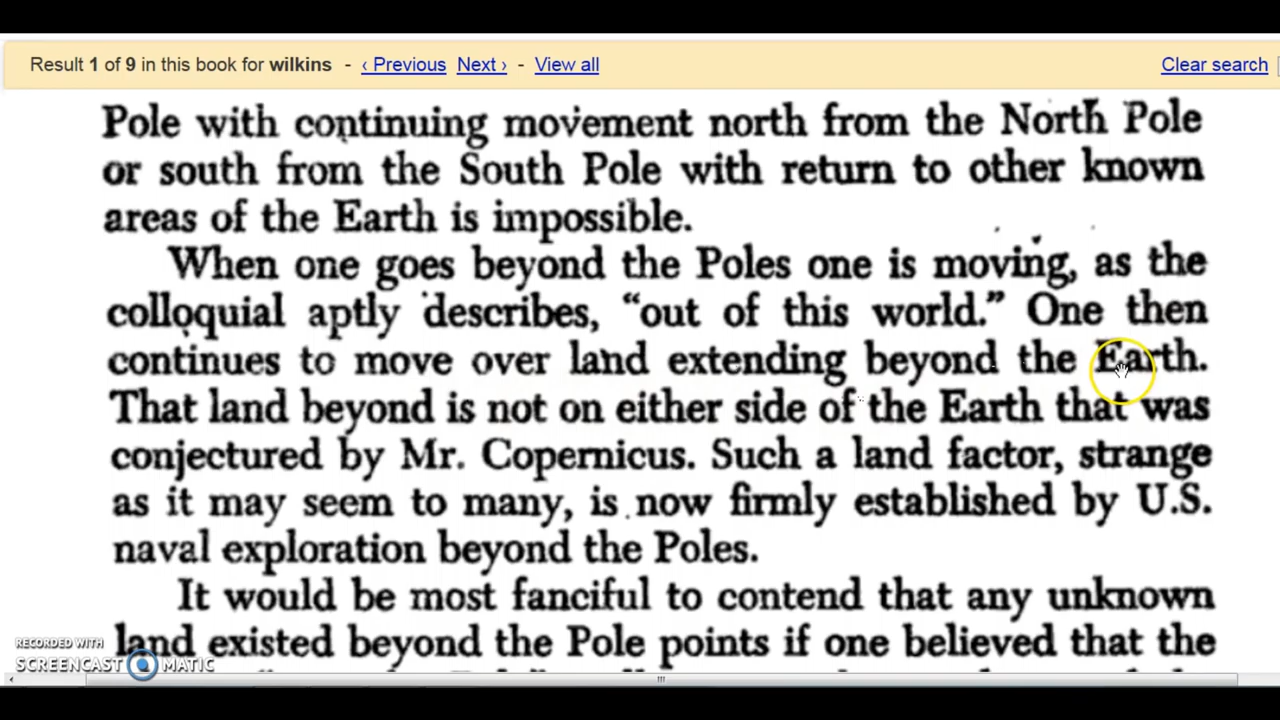 Result 1 of 9 in this book for wilkins - ‹ Previous Next › - View all Clear search
Pole with continuing movement north from the North Pole
or south from the South Pole with return to other known
areas of the Earth is impossible.
When one goes beyond the Poles one is moving, as the
colloquial aptly describes, “out of this world.” One then
continues to move over land extending beyond the Earth.
That land beyond is not on either side of the Earth that was
conjectured by Mr. Copernicus. Such a land factor, strange
as it may seem to many, is now firmly established by U.S.
naval exploration beyond the Poles.
It would be most fanciful to contend that any unknown
land existed beyond the Pole points if one believed that the
RECORDED WITH
SCREENCAST MATIC